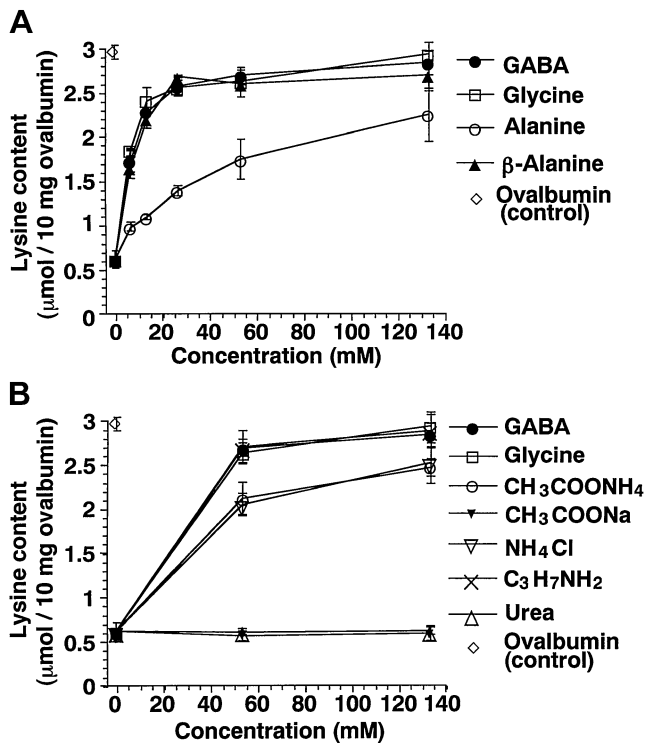 A
Lysine content
(μmol / 10 mg ovalbumin)
3
2.5
2
1.5
1
0.5
0
0 20 40 60 80 100 120 140
Concentration (mM)
GABA
Glycine
Alanine
β-Alanine
Ovalbumin
(control)
B
Lysine content
(μmol / 10 mg ovalbumin)
3
2.5
2
1.5
1
0.5
0
0 20 40 60 80 100 120 140
Concentration (mM)
GABA
Glycine
CH3COONH4
CH3COONa
NH4Cl
C3H7NH2
Urea
Ovalbumin
(control)